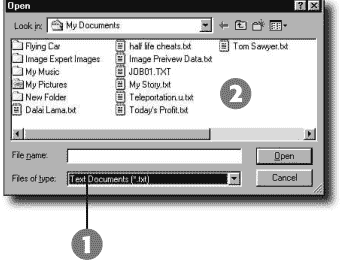 Open
Look in: My Documents
Flying Car
Image Expert Images
My Music
My Pictures
New Folder
Dalai Lama.txt
half life cheats.txt
Image Preivew Data.txt
JOB01.TXT
My Story.txt
Teleportation.u.txt
Today's Profit.txt
Tom Sawyer.txt
2
File name:
Open
Files of type: Text Documents (*.txt)
Cancel
1